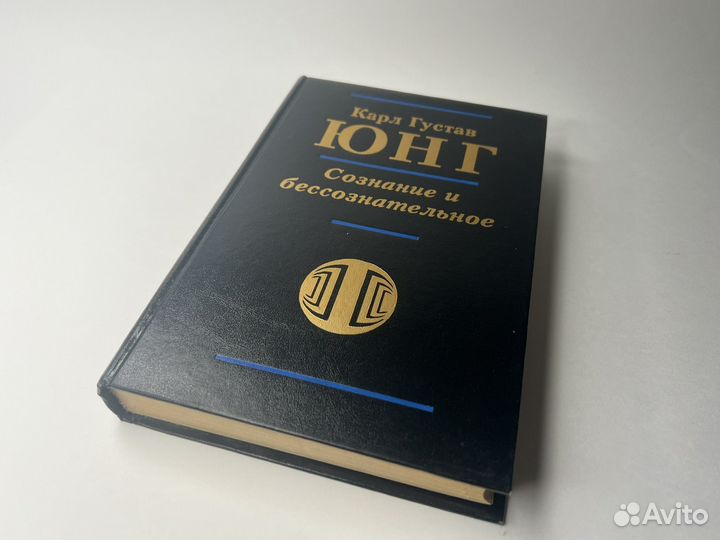 Карл Густав
ЮНГ
Сознание и
бессознательное
Avito